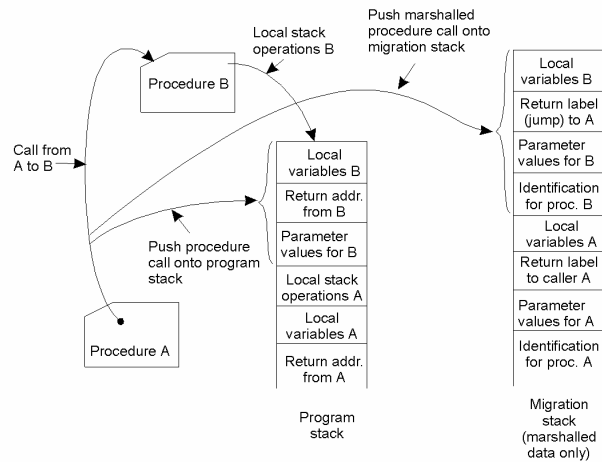 Local stack
operations B
Push marshalled
procedure call onto
migration stack
Procedure B
Call from
A to B
Push procedure
call onto program
stack
Procedure A
Local
variables B
Return addr.
from B
Parameter
values for B
Local stack
operations A
Local
variables A
Return addr.
from A
Program
stack
Local
variables B
Return label
(jump) to A
Parameter
values for B
Identification
for proc. B
Local
variables A
Return label
to caller A
Parameter
values for A
Identification
for proc. A
Migration
stack
(marshalled
data only)